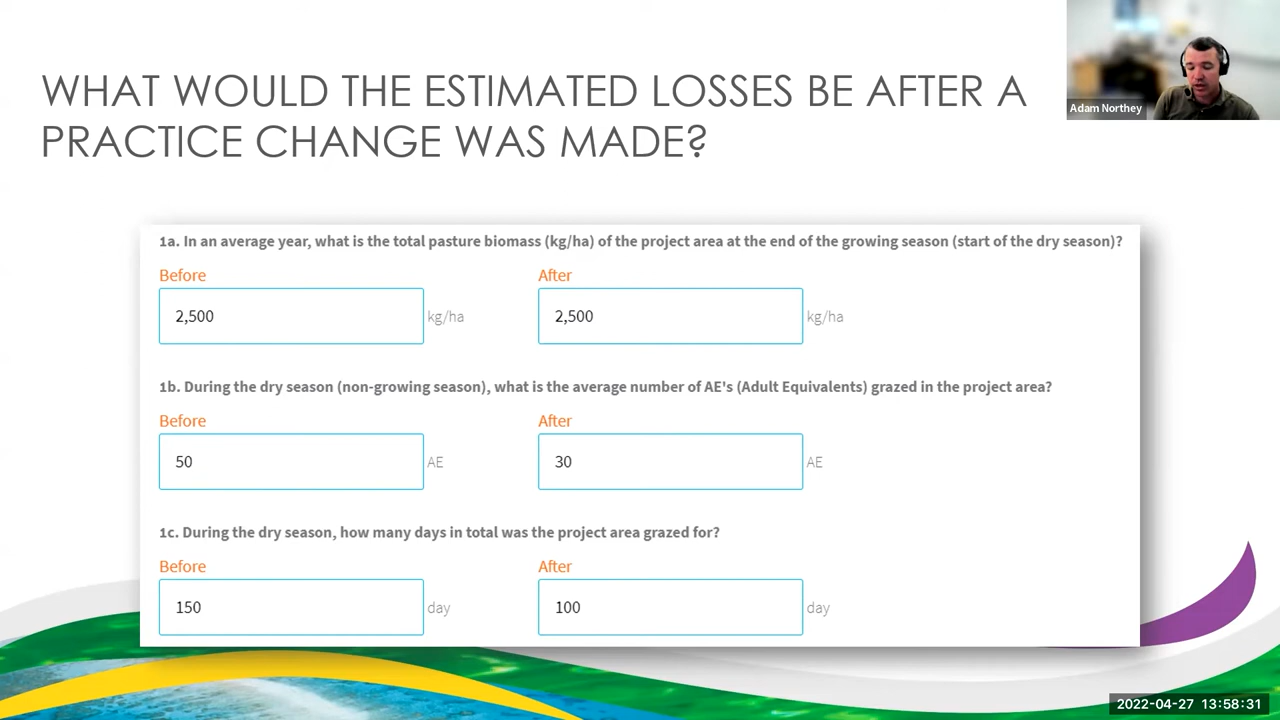 WHAT WOULD THE ESTIMATED LOSSES BE AFTER A
PRACTICE CHANGE WAS MADE?
Adam Northey
1a. In an average year, what is the total pasture biomass (kg/ha) of the project area at the end of the growing season (start of the dry season)?
Before After
2,500 kg/ha 2,500 kg/ha
1b. During the dry season (non-growing season), what is the average number of AE's (Adult Equivalents) grazed in the project area?
Before After
50 AE 30 AE
1c. During the dry season, how many days in total was the project area grazed for?
Before After
150 day 100 day
2022-04-27 13:58:31